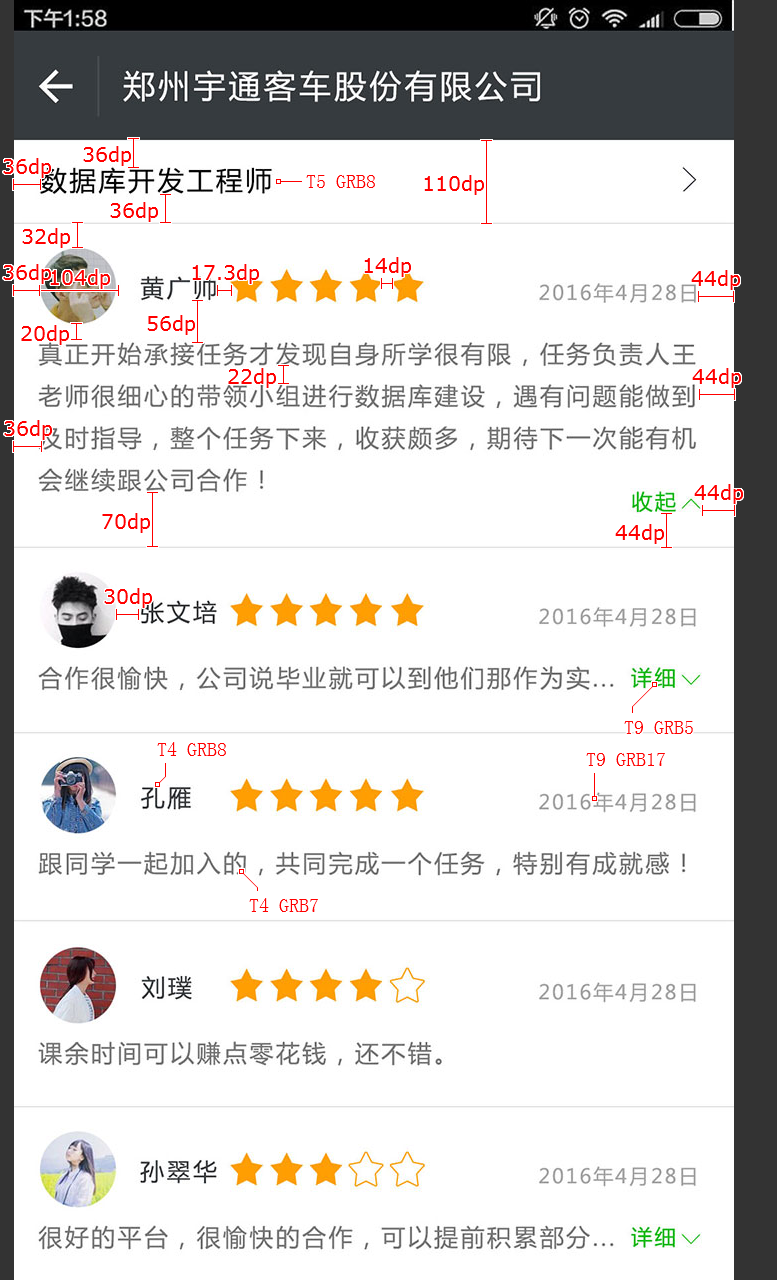 下午1:58
郑州宇通客车股份有限公司
36dp
36dp
数据库开发工程师
T5 GRB8
110dp
36dp
32dp
36dp
104dp
黄广帅
17.3dp
14dp
2016年4月28日
44dp
20dp
56dp
真正开始承接任务才发现自身所学很有限，任务负责人王
22dp
44dp
老师很细心的带领小组进行数据库建设，遇有问题能做到
36dp
及时指导，整个任务下来，收获颇多，期待下一次能有机
会继续跟公司合作！
收起
44dp
70dp
44dp
30dp
张文培
2016年4月28日
合作很愉快，公司说毕业就可以到他们那作为实...
详细
T9 GRB5
T4 GRB8
T9 GRB17
孔雁
2016年4月28日
跟同学一起加入的，共同完成一个任务，特别有成就感！
T4 GRB7
刘璞
2016年4月28日
课余时间可以赚点零花钱，还不错。
孙翠华
2016年4月28日
很好的平台，很愉快的合作，可以提前积累部分...
详细